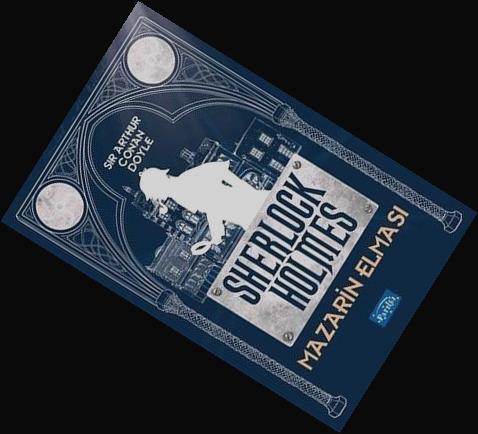 SIR ARTHUR
CONAN
DOYLE
SHERLOCK
HOLMES
MAZARİN ELMASI